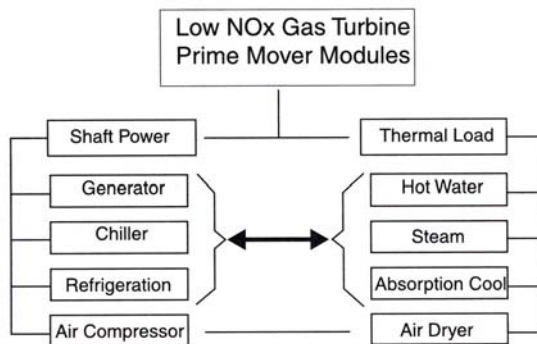 Low NOx Gas Turbine
Prime Mover Modules
Shaft Power
Thermal Load
Generator
Hot Water
Chiller
Steam
Refrigeration
Absorption Cool
Air Compressor
Air Dryer